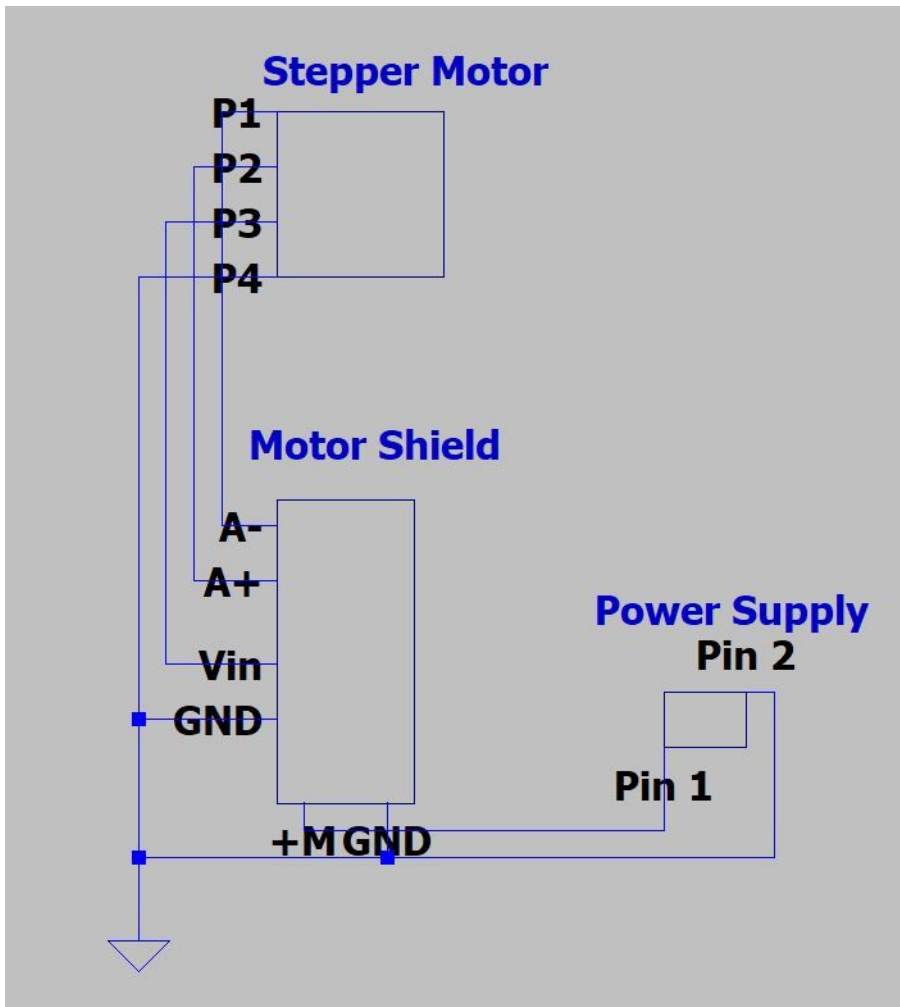 Stepper Motor
P1
P2
P3
P4
Motor Shield
A-
A+
Vin
GND
+M GND
Power Supply
Pin 2
Pin 1